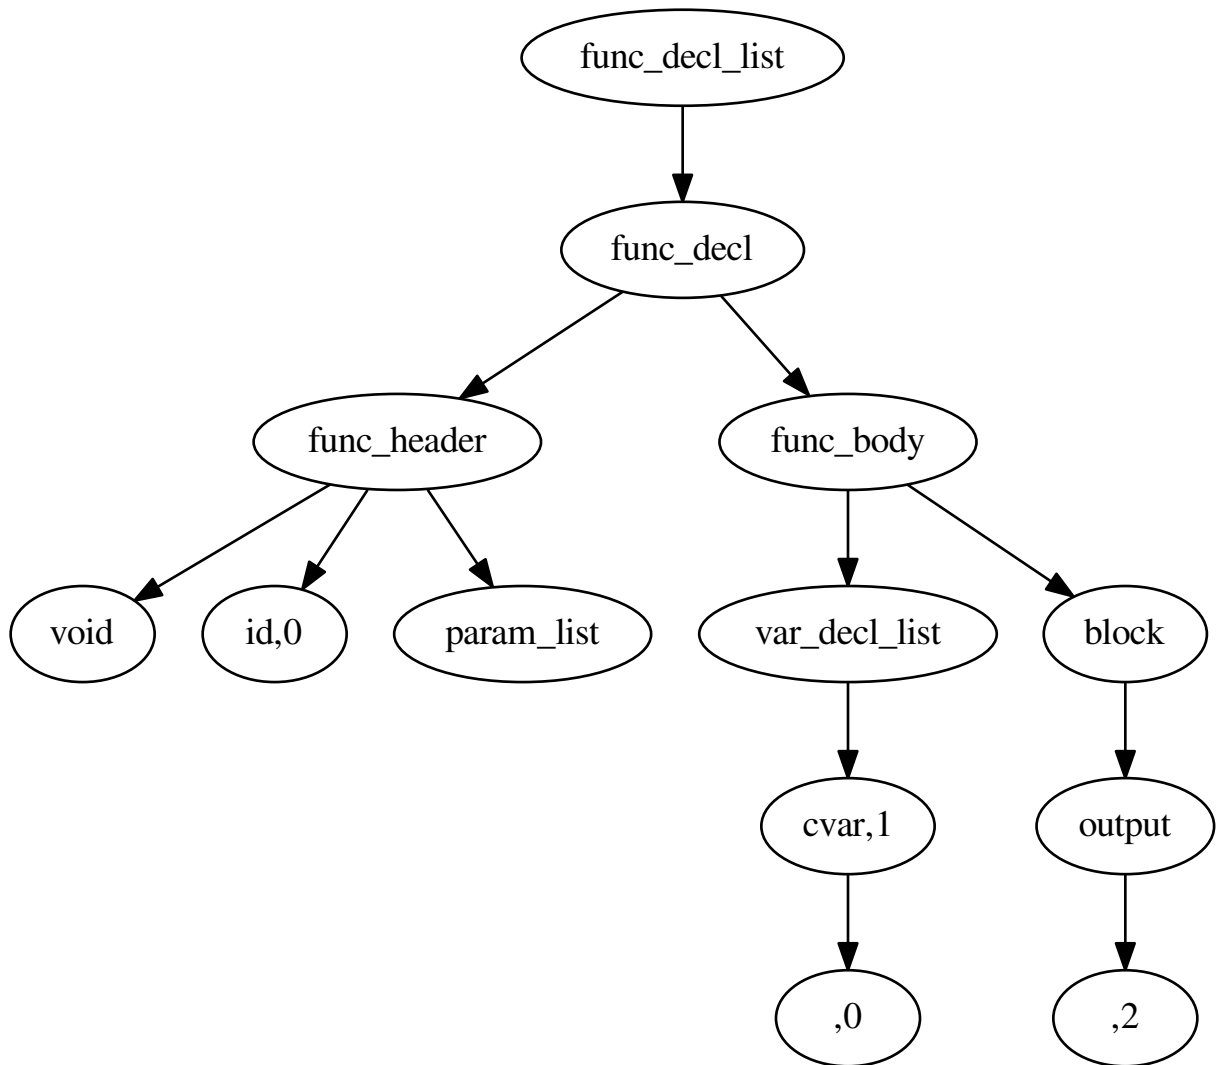 func_decl_list
func_decl
func_header
func_body
void
id,0
param_list
var_decl_list
block
cvar,1
output
,0
,2